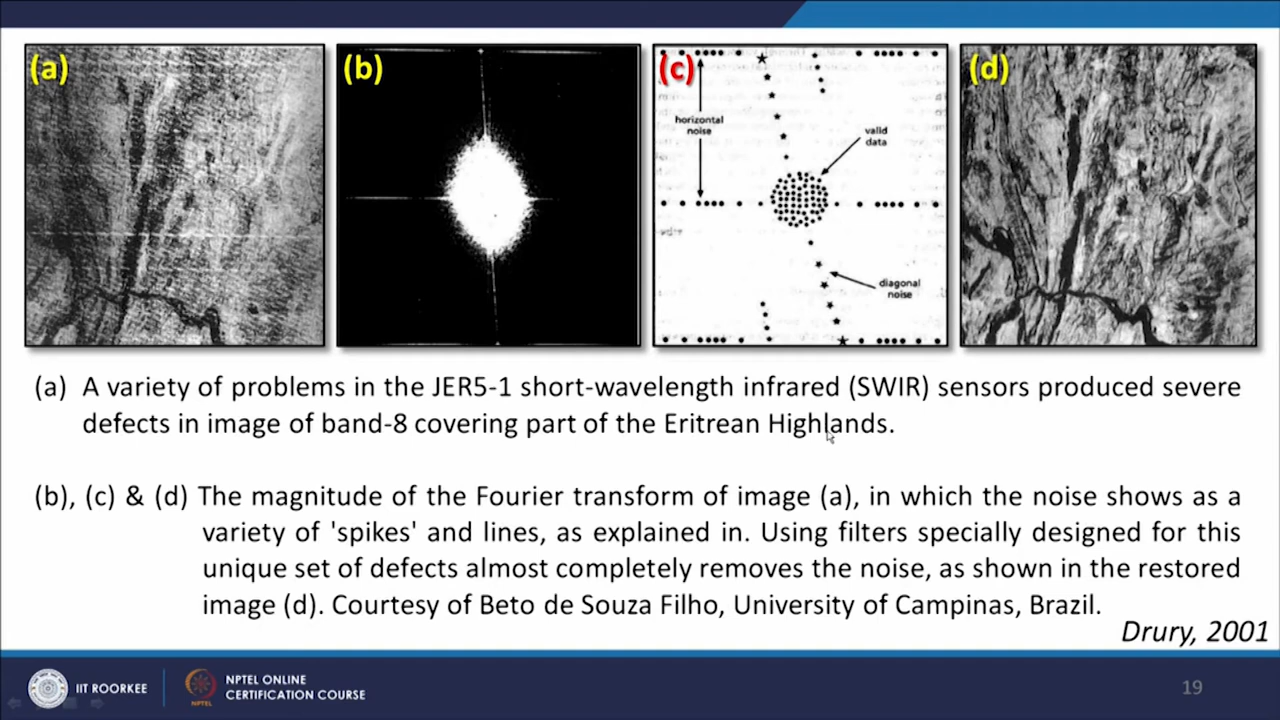 (a)
(b)
(c)
(d)
horizontal
noise
valid
data
diagonal
noise
(a) A variety of problems in the JER5-1 short-wavelength infrared (SWIR) sensors produced severe
defects in image of band-8 covering part of the Eritrean Highlands.
(b), (c) & (d) The magnitude of the Fourier transform of image (a), in which the noise shows as a
variety of 'spikes' and lines, as explained in. Using filters specially designed for this
unique set of defects almost completely removes the noise, as shown in the restored
image (d). Courtesy of Beto de Souza Filho, University of Campinas, Brazil.
Drury, 2001
IIT ROORKEE
NPTEL
NPTEL ONLINE
CERTIFICATION COURSE
19